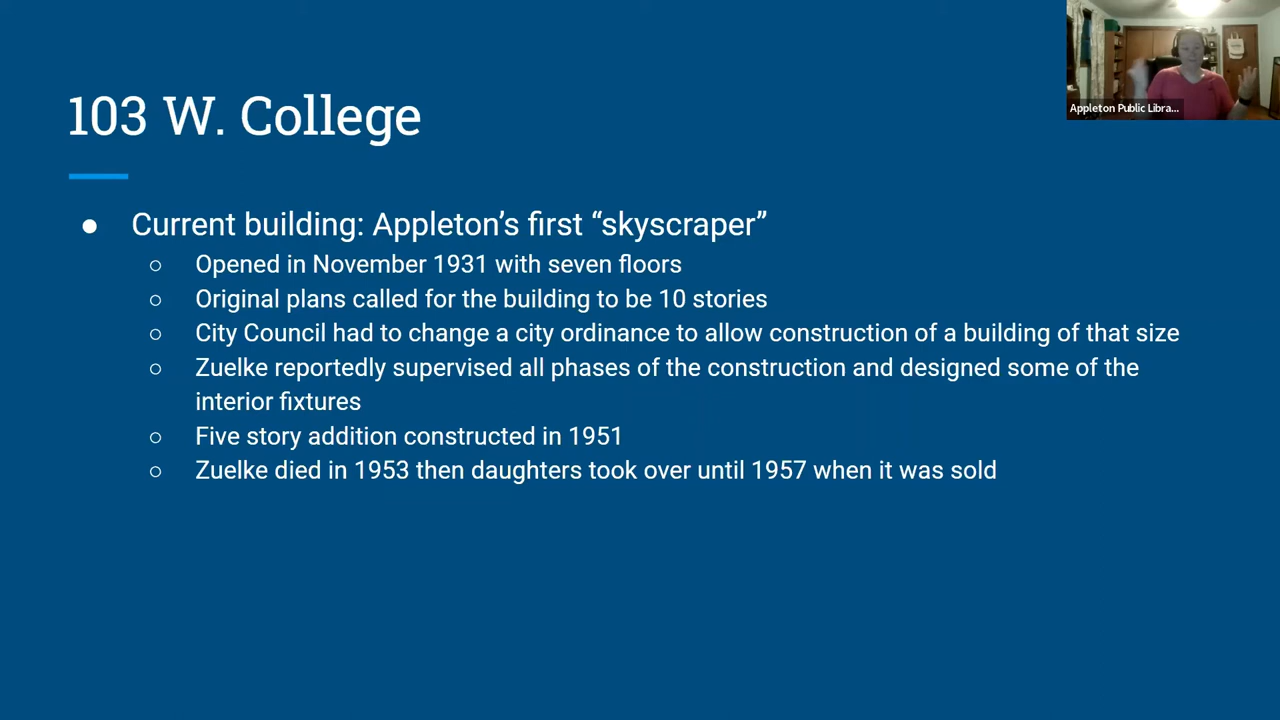 103 W. College
Appleton Public Libra...
● Current building: Appleton’s first “skyscraper”
○ Opened in November 1931 with seven floors
○ Original plans called for the building to be 10 stories
○ City Council had to change a city ordinance to allow construction of a building of that size
○ Zuelke reportedly supervised all phases of the construction and designed some of the
interior fixtures
○ Five story addition constructed in 1951
○ Zuelke died in 1953 then daughters took over until 1957 when it was sold